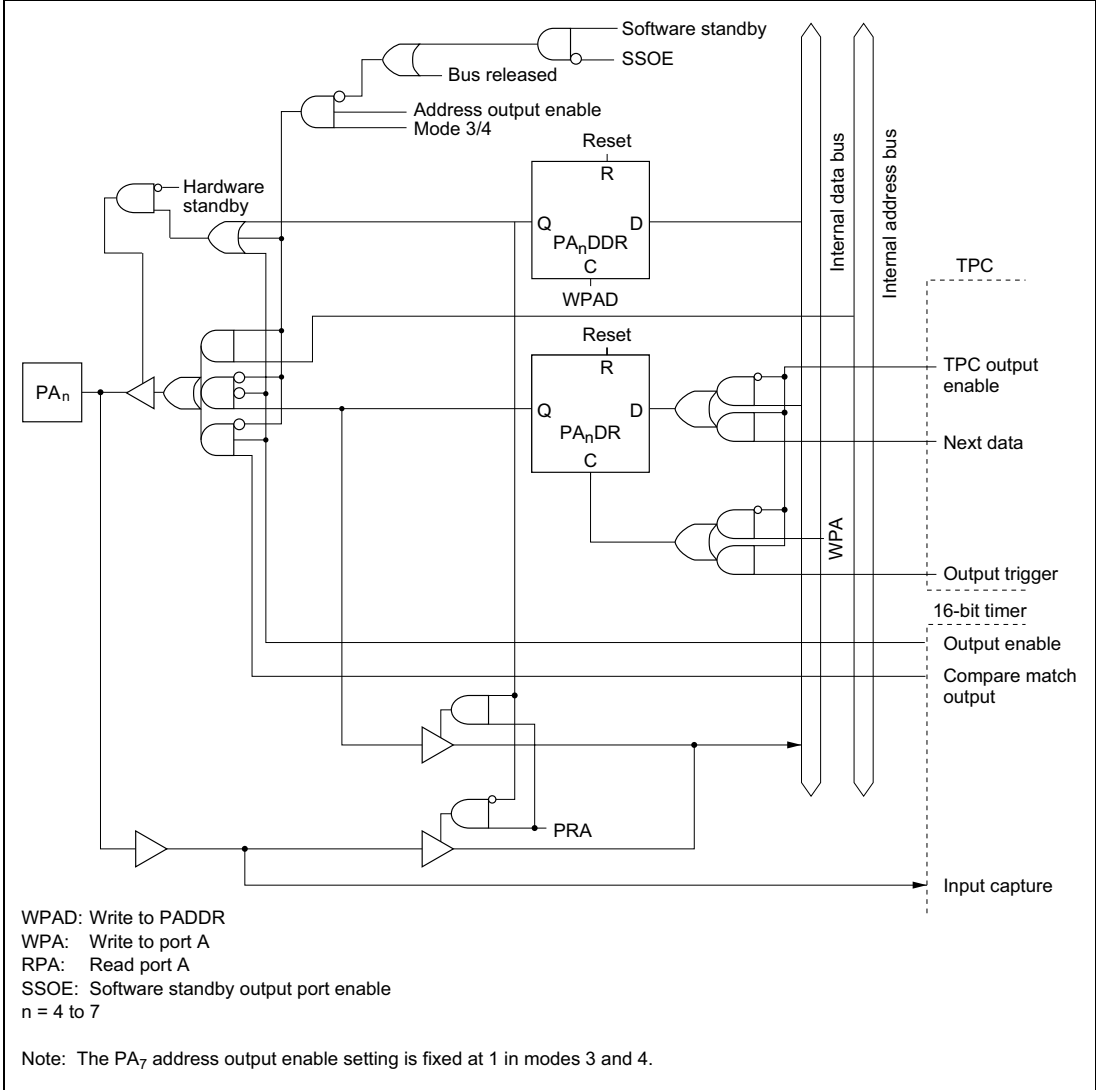 Software standby
SSOE
Bus released
Address output enable
Mode 3/4
Reset
R
Hardware
standby
Q
D
PAnDDR
C
WPAD
Internal data bus
Internal address bus
TPC
Reset
R
TPC output
enable
PAn
Q
D
PAnDR
C
Next data
WPA
Output trigger
16-bit timer
Output enable
Compare match
output
PRA
Input capture
WPAD: Write to PADDR
WPA: Write to port A
RPA: Read port A
SSOE: Software standby output port enable
n = 4 to 7
Note: The PA7 address output enable setting is fixed at 1 in modes 3 and 4.